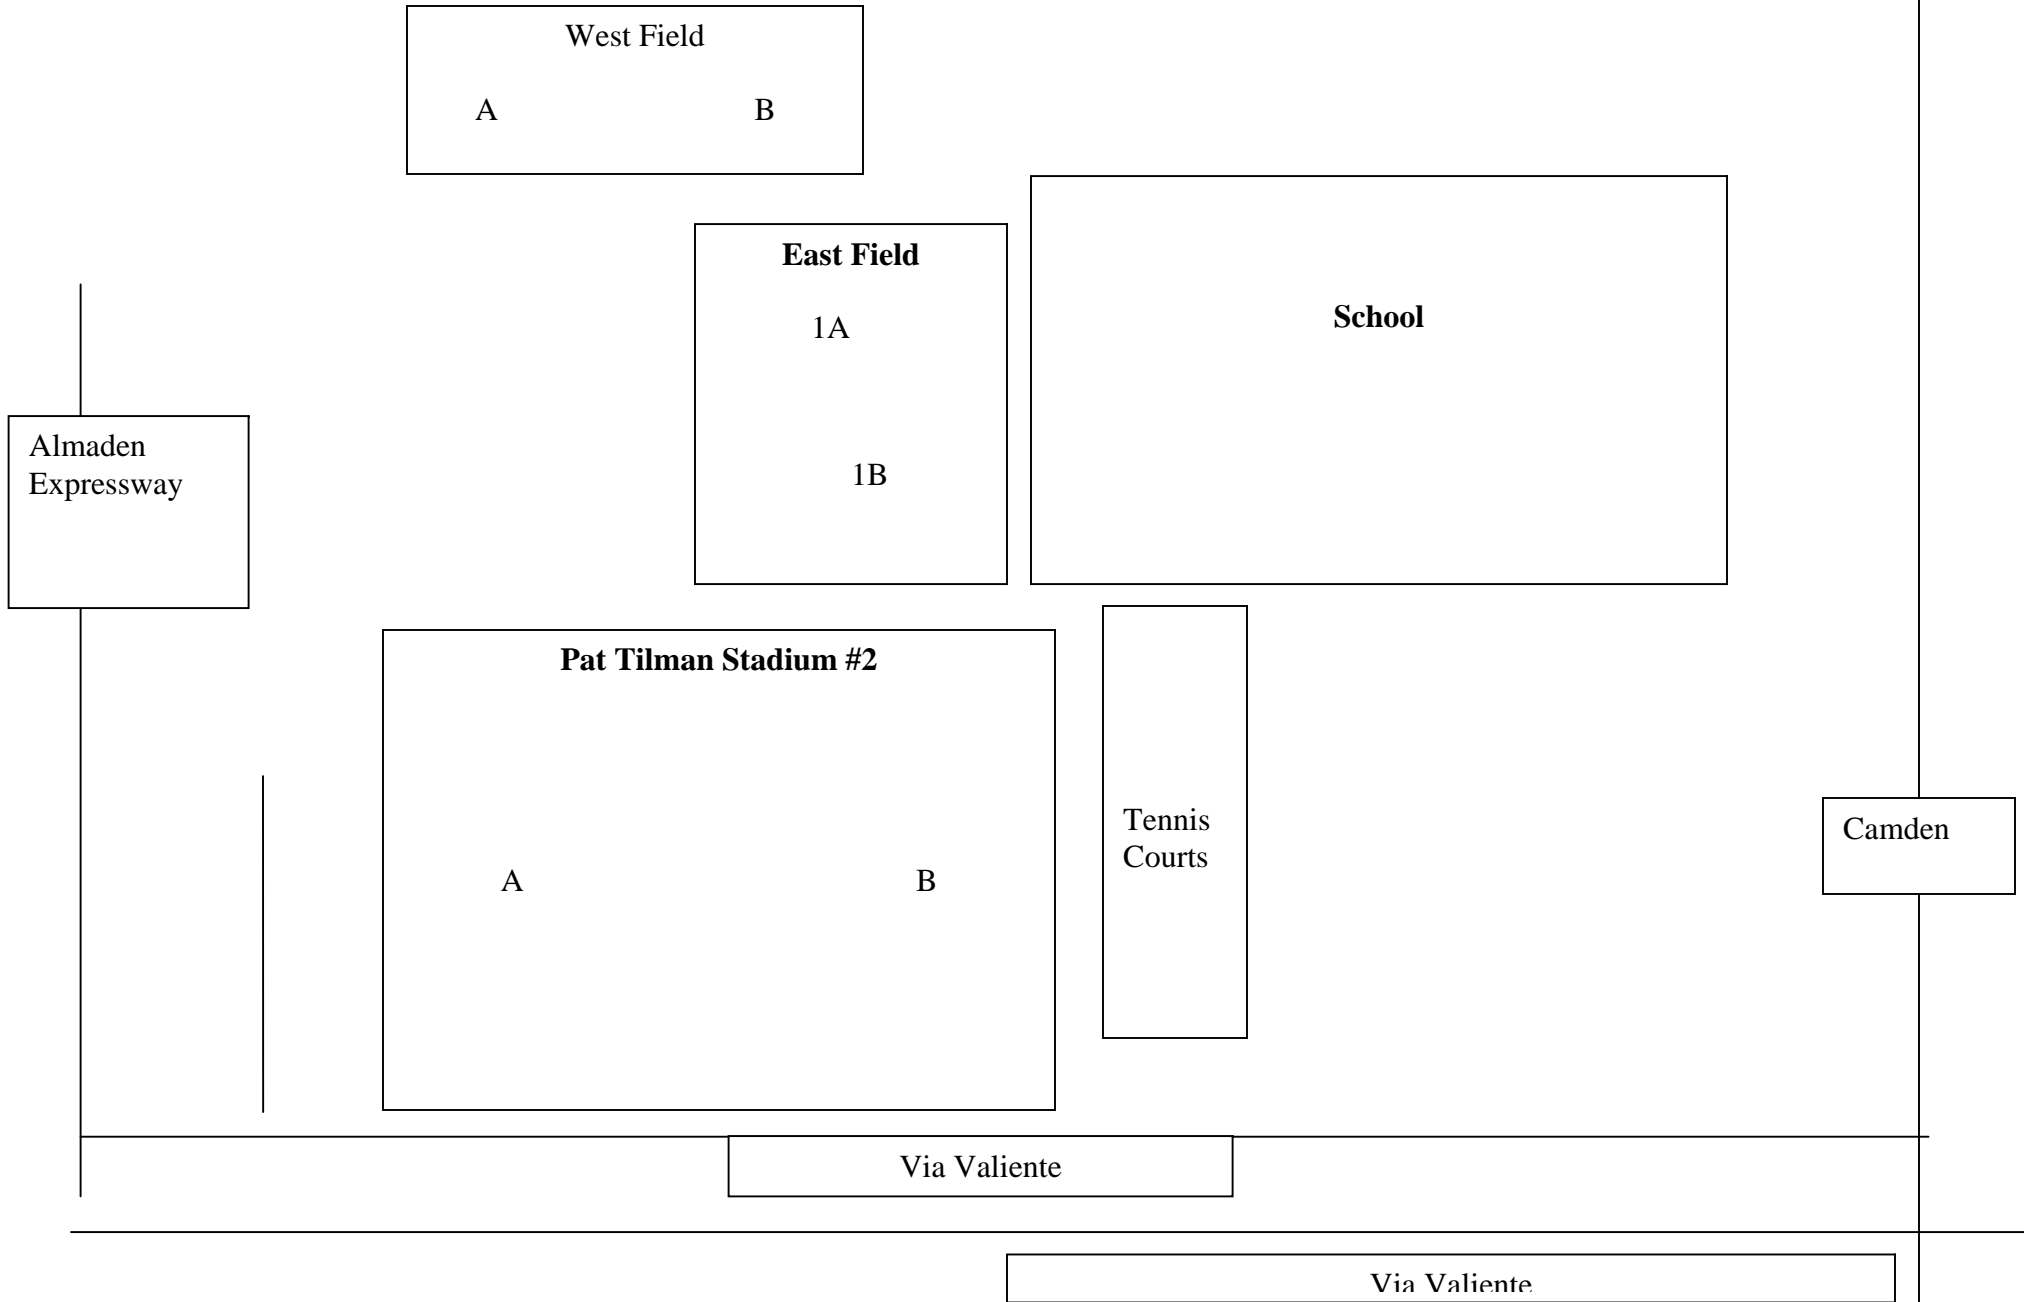 West Field
A B
East Field
1A
School
Almaden
Expressway
1B
Pat Tilman Stadium #2
Tennis
Courts
Camden
A B
Via Valiente
Via Valiente